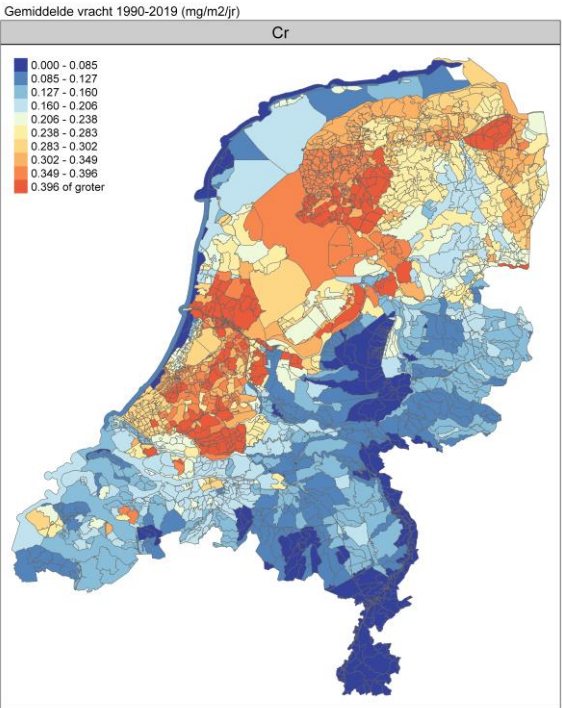 Gemiddelde vracht 1990-2019 (mg/m2/jr)
Cr
0.000 - 0.085
0.085 - 0.127
0.127 - 0.160
0.160 - 0.206
0.206 - 0.238
0.238 - 0.283
0.283 - 0.302
0.302 - 0.349
0.349 - 0.396
0.396 of groter